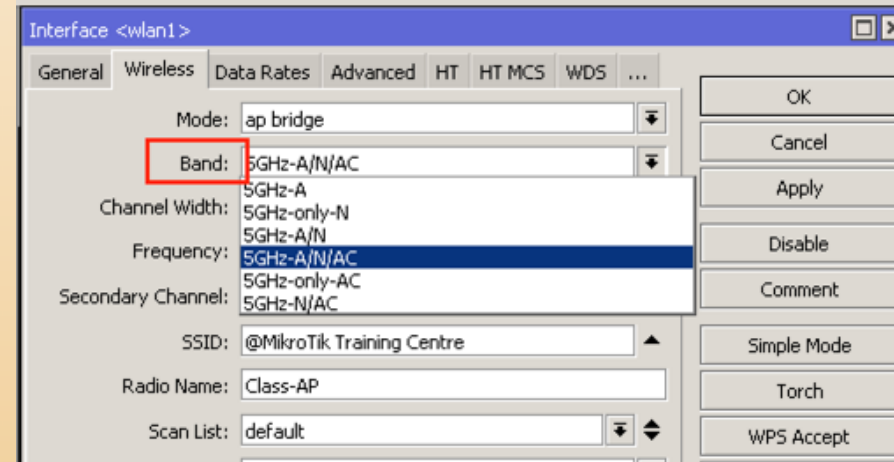 Interface <wlan1>
General Wireless Data Rates Advanced HT HT MCS WDS ...
Mode: ap bridge
Band: 5GHz-A/N/AC
5GHz-A
Channel Width:
5GHz-only-N
5GHz-A/N
Frequency:
5GHz-A/N/AC
5GHz-only-AC
Secondary Channel:
5GHz-N/AC
SSID: @MikroTik Training Centre
Radio Name: Class-AP
Scan List: default
OK
Cancel
Apply
Disable
Comment
Simple Mode
Torch
WPS Accept